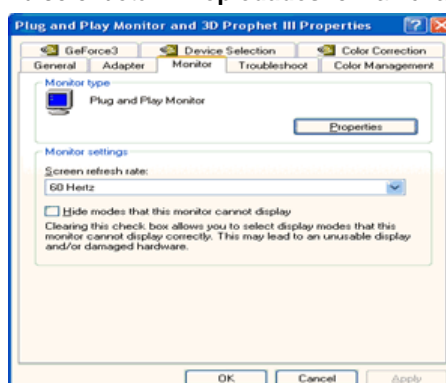 Plug and Play Monitor and 3D Prophet III Properties
GeForce3 Device Selection Color Correction
General Adapter Monitor Troubleshoot Color Management
Monitor type
Plug and Play Monitor
Properties
Monitor settings
Screen refresh rate:
60 Hertz
Hide modes that this monitor cannot display
Clearing this check box allows you to select display modes that this
monitor cannot display correctly. This may lead to an unusable display
and/or damaged hardware.
OK Cancel Apply